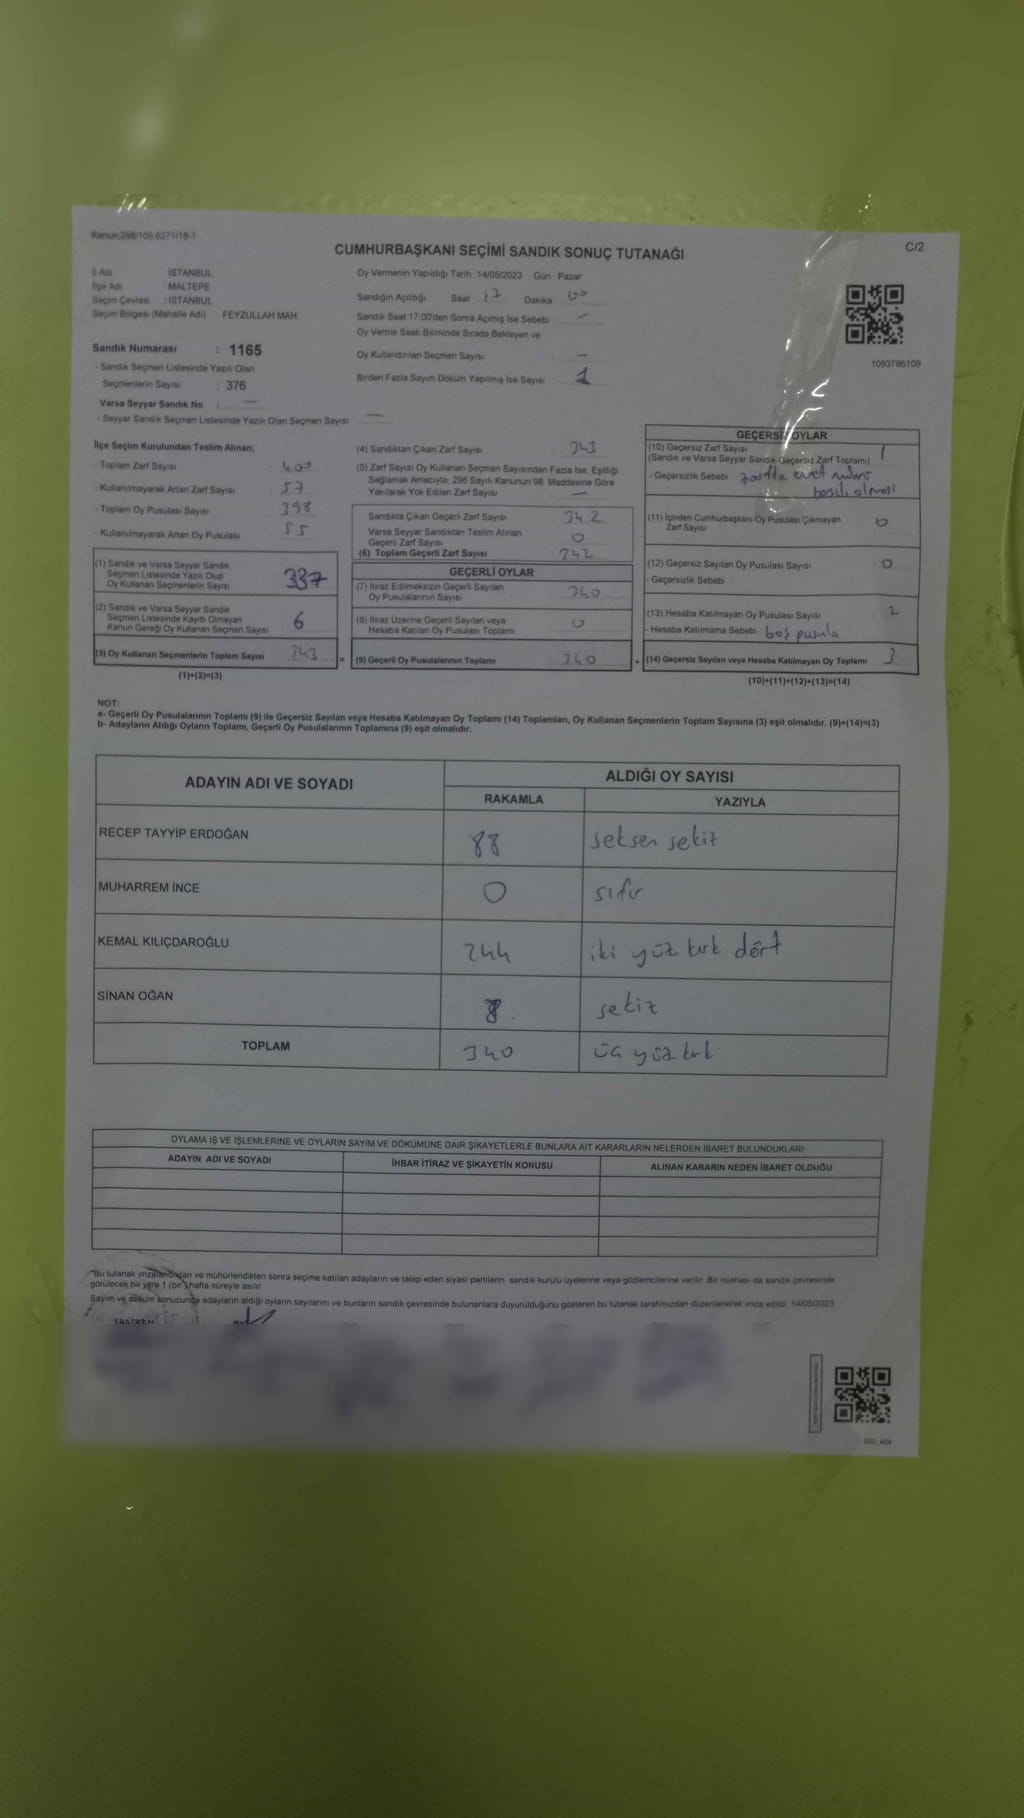 Kanun:298/105 6271/18-1
C/2
CUMHURBAŞKANI SEÇİMİ SANDIK SONUÇ TUTANAĞI
İl Adı : İSTANBUL
İlçe Adı : MALTEPE
Seçim Çevresi : İSTANBUL
Seçim Bölgesi (Mahalle Adı) : FEYZULLAH MAH.
Sandık Numarası : 1165
- Sandık Seçmen Listesinde Yazılı Olan
Seçmenlerin Sayısı : 376
Varsa Seyyar Sandık No : —
- Seyyar Sandık Seçmen Listesinde Yazılı Olan Seçmen Sayısı —
Oy Vermenin Yapıldığı Tarih :14/05/2023 Gün : Pazar
Sandığın Açıldığı Saat 17 Dakika 00
Sandık Saat 17:00'den Sonra Açılmış İse Sebebi —
Oy Verme Saati Bitiminde Sırada Bekleyen ve
Oy Kullandırılan Seçmen Sayısı —
Birden Fazla Sayım Döküm Yapılmış İse Sayısı 1
1093786109
İlçe Seçim Kurulundan Teslim Alınan;
- Toplam Zarf Sayısı 400
- Kullanılmayarak Artan Zarf Sayısı 57
- Toplam Oy Pusulası Sayısı 398
- Kullanılmayarak Artan Oy Pusulası 55
(1) Sandık ve Varsa Seyyar Sandık
Seçmen Listesinde Yazılı Olup
Oy Kullanan Seçmenlerin Sayısı 337
(2) Sandık ve Varsa Seyyar Sandık
Seçmen Listesinde Kayıtlı Olmayan
Kanun Gereği Oy Kullanan Seçmen Sayısı 6
(3) Oy Kullanan Seçmenlerin Toplam Sayısı 343
(1)+(2)=(3)
(4) Sandıktan Çıkan Zarf Sayısı 343
(5) Zarf Sayısı Oy Kullanan Seçmen Sayısından Fazla İse, Eşitliği
Sağlamak Amacıyla; 298 Sayılı Kanunun 98. Maddesine Göre
Yakılarak Yok Edilen Zarf Sayısı —
Sandıkta Çıkan Geçerli Zarf Sayısı 342
Varsa Seyyar Sandıktan Teslim Alınan
Geçerli Zarf Sayısı 0
(6) Toplam Geçerli Zarf Sayısı 342
GEÇERLİ OYLAR
(7) İtiraz Edilmeksizin Geçerli Sayılan
Oy Pusulalarının Sayısı 340
(8) İtiraz Üzerine Geçerli Sayılan veya
Hesaba Katılan Oy Pusulası Toplamı 0
= (9) Geçerli Oy Pusulalarının Toplamı 340
GEÇERSİZ OYLAR
(10) Geçersiz Zarf Sayısı
(Sandık ve Varsa Seyyar Sandık Geçersiz Zarf Toplamı) 1
- Geçersizlik Sebebi zarfta evet mührü
basılı olması
(11) İçinden Cumhurbaşkanı Oy Pusulası Çıkmayan
Zarf Sayısı 0
(12) Geçersiz Sayılan Oy Pusulası Sayısı 0
- Geçersizlik Sebebi
(13) Hesaba Katılmayan Oy Pusulası Sayısı 2
- Hesaba Katılmama Sebebi boş pusula
+ (14) Geçersiz Sayılan veya Hesaba Katılmayan Oy Toplamı 3
(10)+(11)+(12)+(13)=(14)
NOT:
a- Geçerli Oy Pusulalarının Toplamı (9) ile Geçersiz Sayılan veya Hesaba Katılmayan Oy Toplamı (14) Toplamları, Oy Kullanan Seçmenlerin Toplam Sayısına (3) eşit olmalıdır. (9)+(14)=(3)
b- Adayların Aldığı Oyların Toplamı, Geçerli Oy Pusulalarının Toplamına (9) eşit olmalıdır.
ADAYIN ADI VE SOYADI ALDIĞI OY SAYISI
RAKAMLA YAZIYLA
RECEP TAYYİP ERDOĞAN 88 seksen sekiz
MUHARREM İNCE 0 sıfır
KEMAL KILIÇDAROĞLU 244 iki yüz kırk dört
SİNAN OĞAN 8 sekiz
TOPLAM 340 üç yüz kırk
OYLAMA İŞ VE İŞLEMLERİNE VE OYLARIN SAYIM VE DÖKÜMÜNE DAİR ŞİKAYETLERLE BUNLARA AİT KARARLARIN NELERDEN İBARET BULUNDUKLARI
ADAYIN ADI VE SOYADI İHBAR İTİRAZ VE ŞİKAYETİN KONUSU ALINAN KARARIN NEDEN İBARET OLDUĞU
*Bu tutanak imzalandıktan ve mühürlendikten sonra seçime katılan adayların ve talep eden siyasi partilerin sandık kurulu üyelerine veya gözlemcilerine verilir. Bir nüshası da sandık çevresinde
görülecek bir yere 1 (bir) hafta süreyle asılır.
Sayım ve döküm sonucunda adayların aldığı oyların sayılarını ve bunların sandık çevresinde bulunanlara duyurulduğunu gösteren bu tutanak tarafımızdan düzenlenerek imza edildi. 14/05/2023